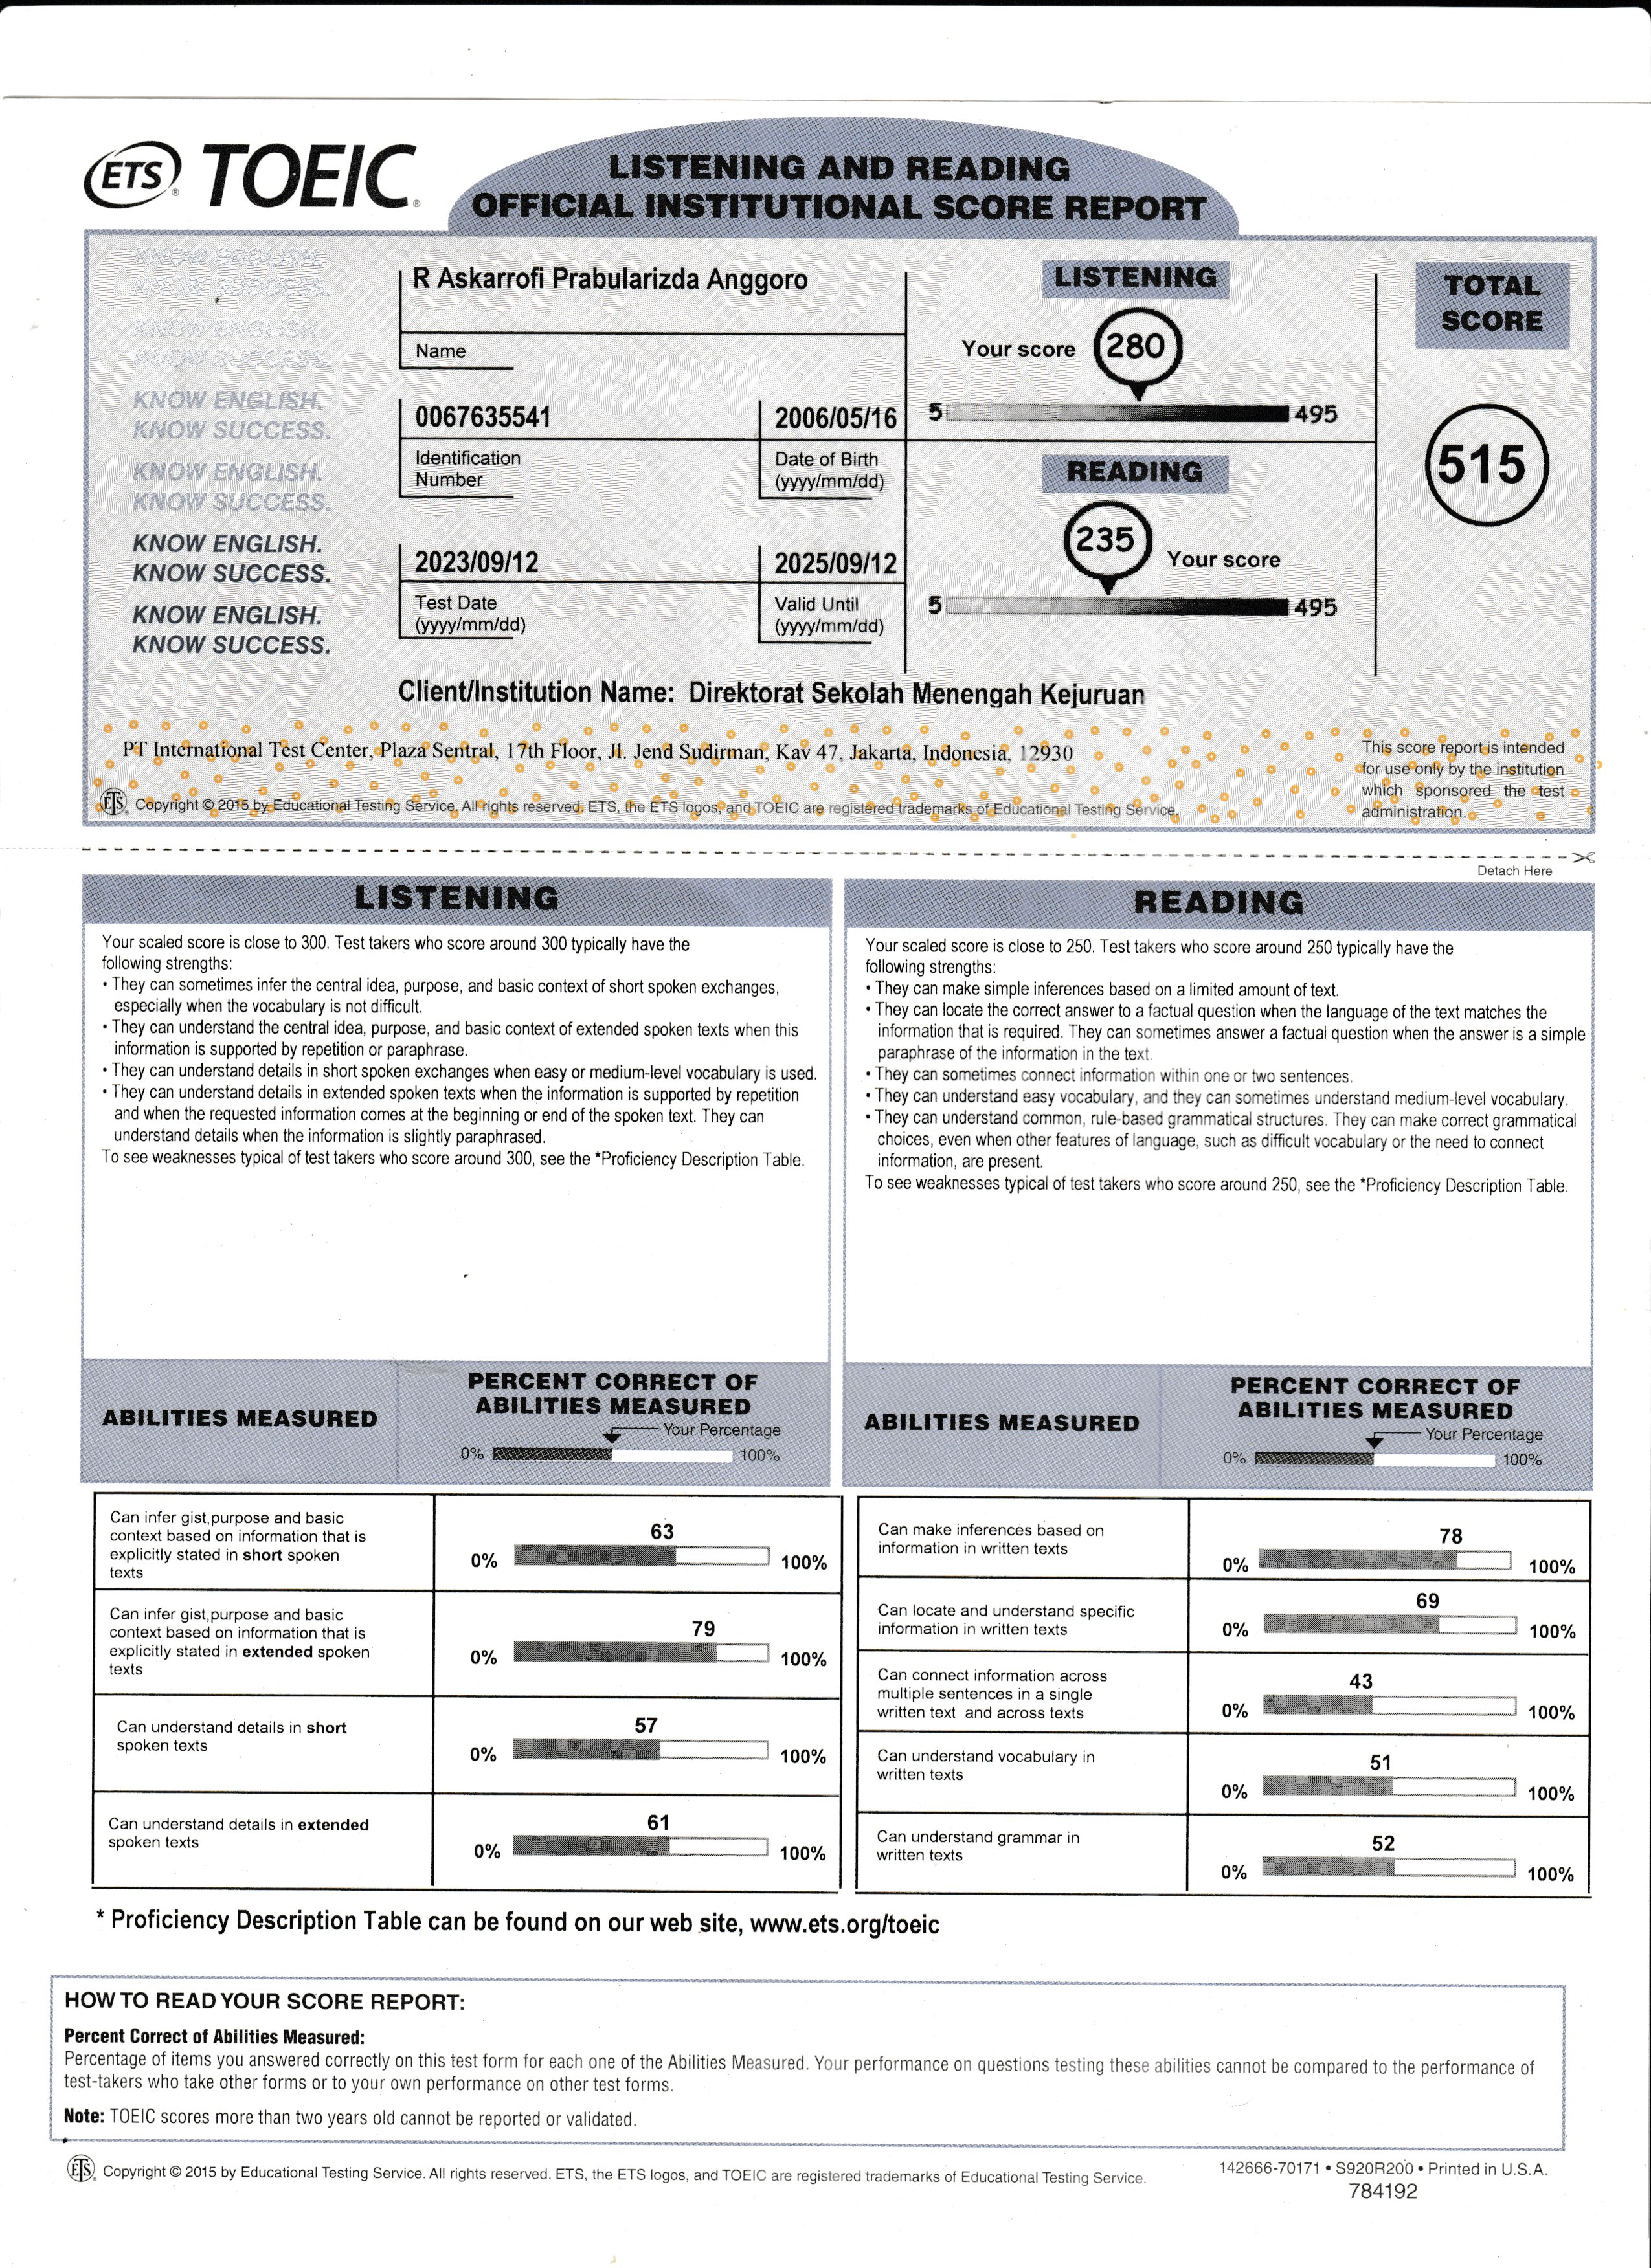 ETS® TOEIC®
LISTENING AND READING
OFFICIAL INSTITUTIONAL SCORE REPORT
KNOW ENGLISH.
KNOW SUCCESS.
KNOW ENGLISH.
KNOW SUCCESS.
KNOW ENGLISH.
KNOW SUCCESS.
KNOW ENGLISH.
KNOW SUCCESS.
KNOW ENGLISH.
KNOW SUCCESS.
KNOW ENGLISH.
KNOW SUCCESS.
R Askarrofi Prabularizda Anggoro
Name
0067635541
Identification
Number
2006/05/16
Date of Birth
(yyyy/mm/dd)
2023/09/12
Test Date
(yyyy/mm/dd)
2025/09/12
Valid Until
(yyyy/mm/dd)
LISTENING
Your score 280
5 495
READING
235 Your score
5 495
TOTAL
SCORE
515
Client/Institution Name: Direktorat Sekolah Menengah Kejuruan
PT International Test Center, Plaza Sentral, 17th Floor, Jl. Jend Sudirman, Kav 47, Jakarta, Indonesia, 12930
This score report is intended
for use only by the institution
which sponsored the test
administration.
ETS® Copyright © 2015 by Educational Testing Service. All rights reserved. ETS, the ETS logos, and TOEIC are registered trademarks of Educational Testing Service.
Detach Here
LISTENING
Your scaled score is close to 300. Test takers who score around 300 typically have the
following strengths:
• They can sometimes infer the central idea, purpose, and basic context of short spoken exchanges,
especially when the vocabulary is not difficult.
• They can understand the central idea, purpose, and basic context of extended spoken texts when this
information is supported by repetition or paraphrase.
• They can understand details in short spoken exchanges when easy or medium-level vocabulary is used.
• They can understand details in extended spoken texts when the information is supported by repetition
and when the requested information comes at the beginning or end of the spoken text. They can
understand details when the information is slightly paraphrased.
To see weaknesses typical of test takers who score around 300, see the *Proficiency Description Table.
READING
Your scaled score is close to 250. Test takers who score around 250 typically have the
following strengths:
• They can make simple inferences based on a limited amount of text.
• They can locate the correct answer to a factual question when the language of the text matches the
information that is required. They can sometimes answer a factual question when the answer is a simple
paraphrase of the information in the text.
• They can sometimes connect information within one or two sentences.
• They can understand easy vocabulary, and they can sometimes understand medium-level vocabulary.
• They can understand common, rule-based grammatical structures. They can make correct grammatical
choices, even when other features of language, such as difficult vocabulary or the need to connect
information, are present.
To see weaknesses typical of test takers who score around 250, see the *Proficiency Description Table.
ABILITIES MEASURED
PERCENT CORRECT OF
ABILITIES MEASURED
Your Percentage
0% 100%
Can infer gist,purpose and basic
context based on information that is
explicitly stated in short spoken
texts
63
0% 100%
Can infer gist,purpose and basic
context based on information that is
explicitly stated in extended spoken
texts
79
0% 100%
Can understand details in short
spoken texts
57
0% 100%
Can understand details in extended
spoken texts
61
0% 100%
ABILITIES MEASURED
PERCENT CORRECT OF
ABILITIES MEASURED
Your Percentage
0% 100%
Can make inferences based on
information in written texts
78
0% 100%
Can locate and understand specific
information in written texts
69
0% 100%
Can connect information across
multiple sentences in a single
written text and across texts
43
0% 100%
Can understand vocabulary in
written texts
51
0% 100%
Can understand grammar in
written texts
52
0% 100%
* Proficiency Description Table can be found on our web site, www.ets.org/toeic
HOW TO READ YOUR SCORE REPORT:
Percent Correct of Abilities Measured:
Percentage of items you answered correctly on this test form for each one of the Abilities Measured. Your performance on questions testing these abilities cannot be compared to the performance of
test-takers who take other forms or to your own performance on other test forms.
Note: TOEIC scores more than two years old cannot be reported or validated.
ETS® Copyright © 2015 by Educational Testing Service. All rights reserved. ETS, the ETS logos, and TOEIC are registered trademarks of Educational Testing Service.
142666-70171 • S920R200 • Printed in U.S.A.
784192